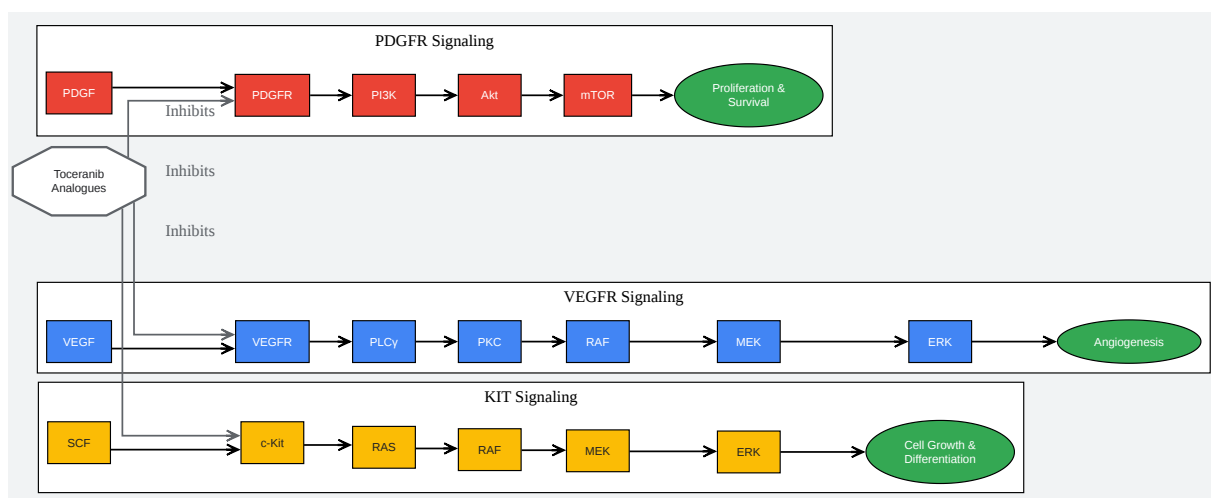 PDGFR Signaling
PDGF
PDGFR
PI3K
Akt
mTOR
Proliferation &
Survival
Inhibits
Toceranib
Analogues
Inhibits
Inhibits
VEGFR Signaling
VEGF
VEGFR
PLCγ
PKC
RAF
MEK
ERK
Angiogenesis
KIT Signaling
SCF
c-Kit
RAS
RAF
MEK
ERK
Cell Growth &
Differentiation